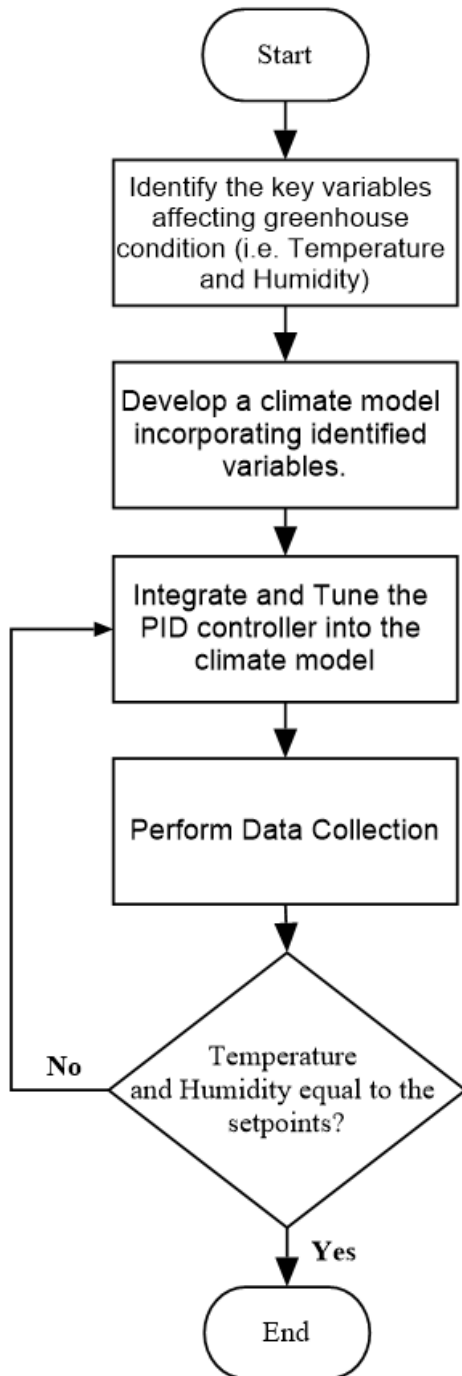 Start
Identify the key variables
affecting greenhouse
condition (i.e. Temperature
and Humidity)
Develop a climate model
incorporating identified
variables.
Integrate and Tune the
PID controller into the
climate model
Perform Data Collection
Temperature
and Humidity equal to the
setpoints?
No
Yes
End